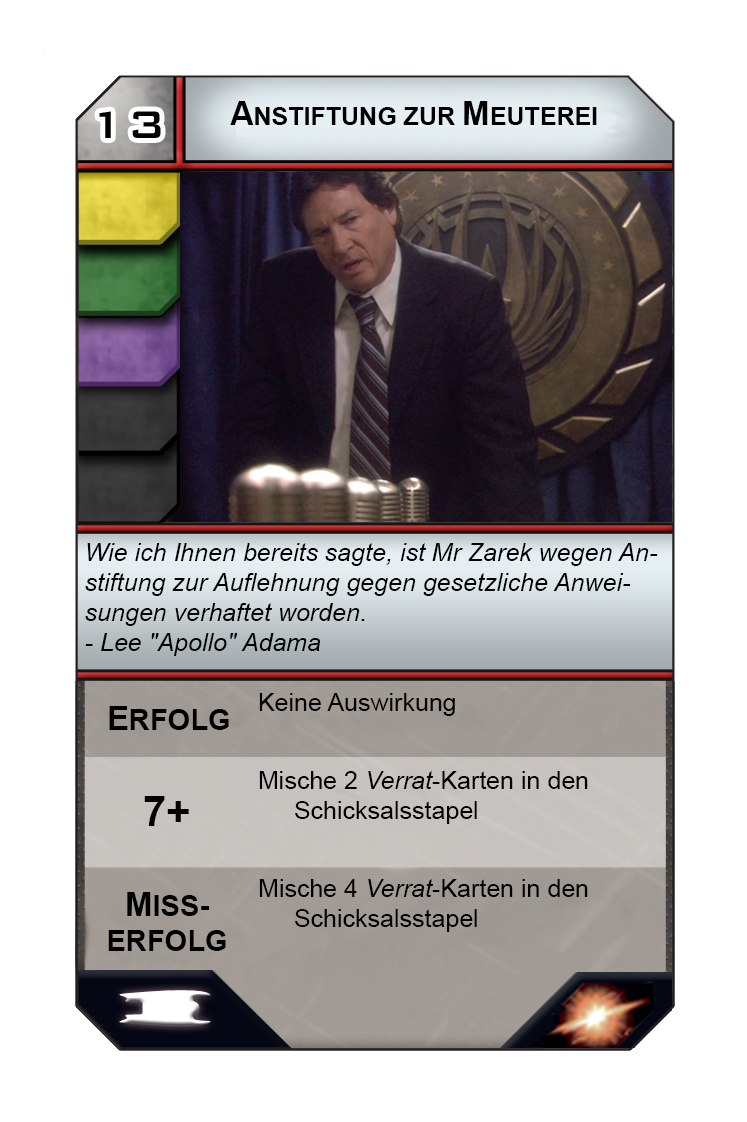 13
ANSTIFTUNG ZUR MEUTEREI
Wie ich Ihnen bereits sagte, ist Mr Zarek wegen An-
stiftung zur Auflehnung gegen gesetzliche Anwei-
sungen verhaftet worden.
- Lee "Apollo" Adama
ERFOLG
Keine Auswirkung
7+
Mische 2 Verrat-Karten in den
Schicksalsstapel
MISS-
ERFOLG
Mische 4 Verrat-Karten in den
Schicksalsstapel